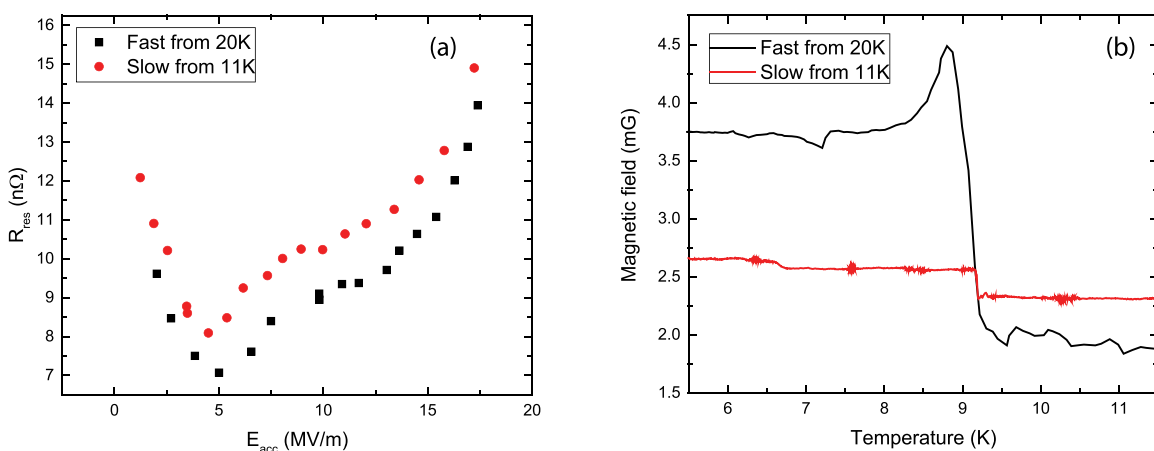 (a)
Fast from 20K
Slow from 11K
16
15
14
13
12
11
10
9
8
7
0
5
10
15
20
R_res (nΩ)
E_acc (MV/m)
(b)
Fast from 20K
Slow from 11K
4.5
4.0
3.5
3.0
2.5
2.0
1.5
6
7
8
9
10
11
Magnetic field (mG)
Temperature (K)